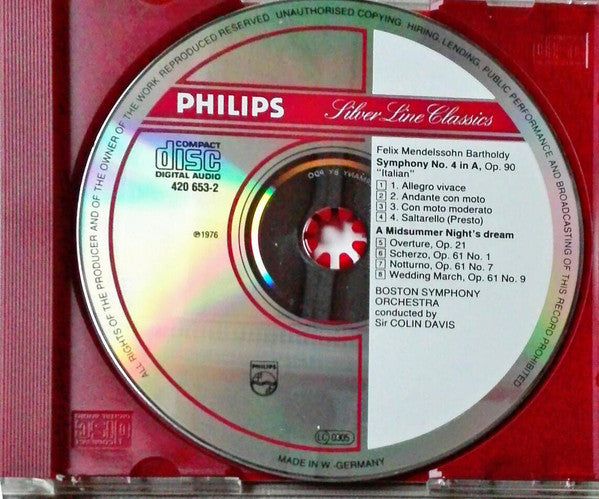 ALL RIGHTS OF THE PRODUCER AND OF THE OWNER OF THE WORK REPRODUCED RESERVED. UNAUTHORISED COPYING, HIRING, LENDING, PUBLIC PERFORMANCE AND BROADCASTING OF THIS RECORD PROHIBITED
PHILIPS
Silver Line Classics
COMPACT
disc
DIGITAL AUDIO
420 653-2
℗1976
Felix Mendelssohn Bartholdy
Symphony No. 4 in A, Op. 90
"Italian"
1 1. Allegro vivace
2 2. Andante con moto
3 3. Con moto moderato
4 4. Saltarello (Presto)
A Midsummer Night's dream
5 Overture, Op. 21
6 Scherzo, Op. 61 No. 1
7 Notturno, Op. 61 No. 7
8 Wedding March, Op. 61 No. 9
BOSTON SYMPHONY
ORCHESTRA
conducted by
Sir COLIN DAVIS
BY PDO
PHILIPS
LC 0305
MADE IN W.-GERMANY